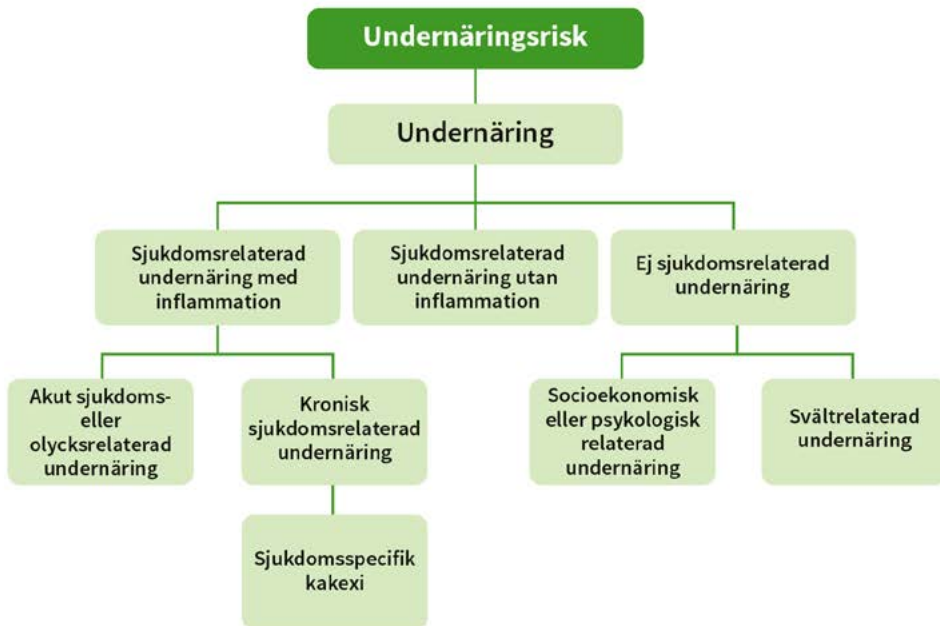 Undernäringsrisk
Undernäring
Sjukdomsrelaterad
undernäring med
inflammation
Sjukdomsrelaterad
undernäring utan
inflammation
Ej sjukdomsrelaterad
undernäring
Akut sjukdoms-
eller
olycksrelaterad
undernäring
Kronisk
sjukdomsrelaterad
undernäring
Socioekonomisk
eller psykologisk
relaterad
undernäring
Svältrelaterad
undernäring
Sjukdomsspecifik
kakexi